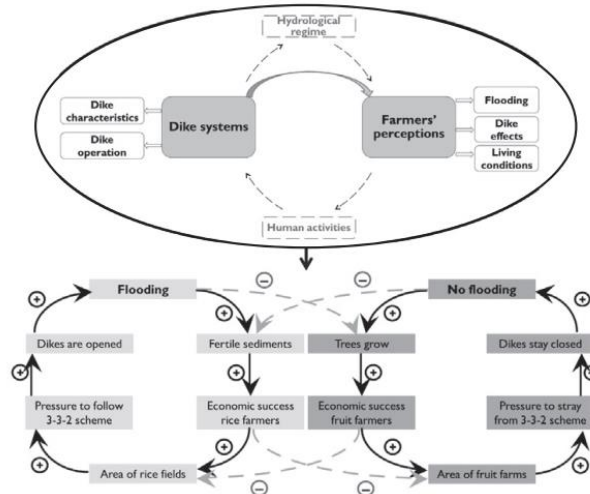 Hydrological
regime
Dike
characteristics
Dike
operation
Dike systems
Farmers'
perceptions
Flooding
Dike
effects
Living
conditions
Human activities
Flooding
No flooding
Dikes are opened
Fertile sediments
Trees grow
Dikes stay closed
Pressure to follow
3-3-2 scheme
Economic success
rice farmers
Economic success
fruit farmers
Pressure to stray
from 3-3-2 scheme
Area of rice fields
Area of fruit farms